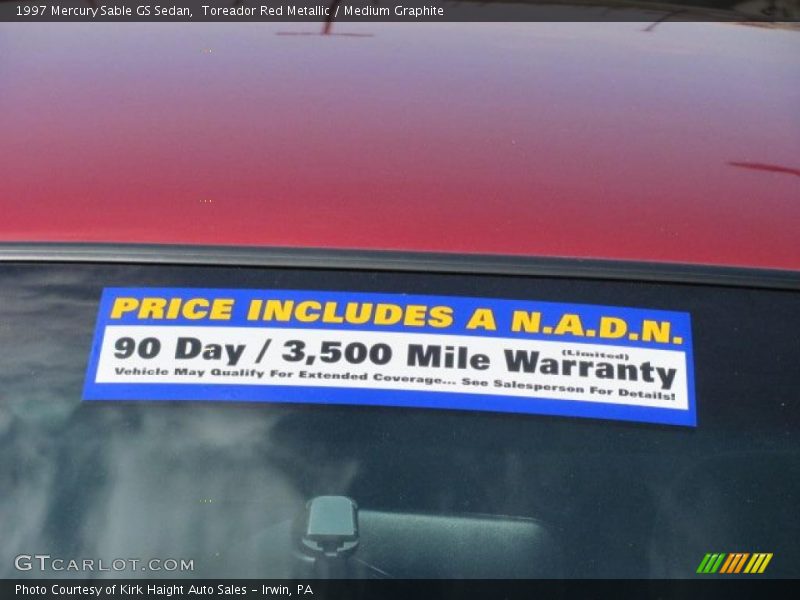 1997 Mercury Sable GS Sedan,  Toreador Red Metallic / Medium Graphite
PRICE INCLUDES A N.A.D.N.
(Limited)
90 Day / 3,500 Mile Warranty
Vehicle May Qualify For Extended Coverage... See Salesperson For Details!
GTCARLOT.COM
Photo Courtesy of Kirk Haight Auto Sales - Irwin, PA